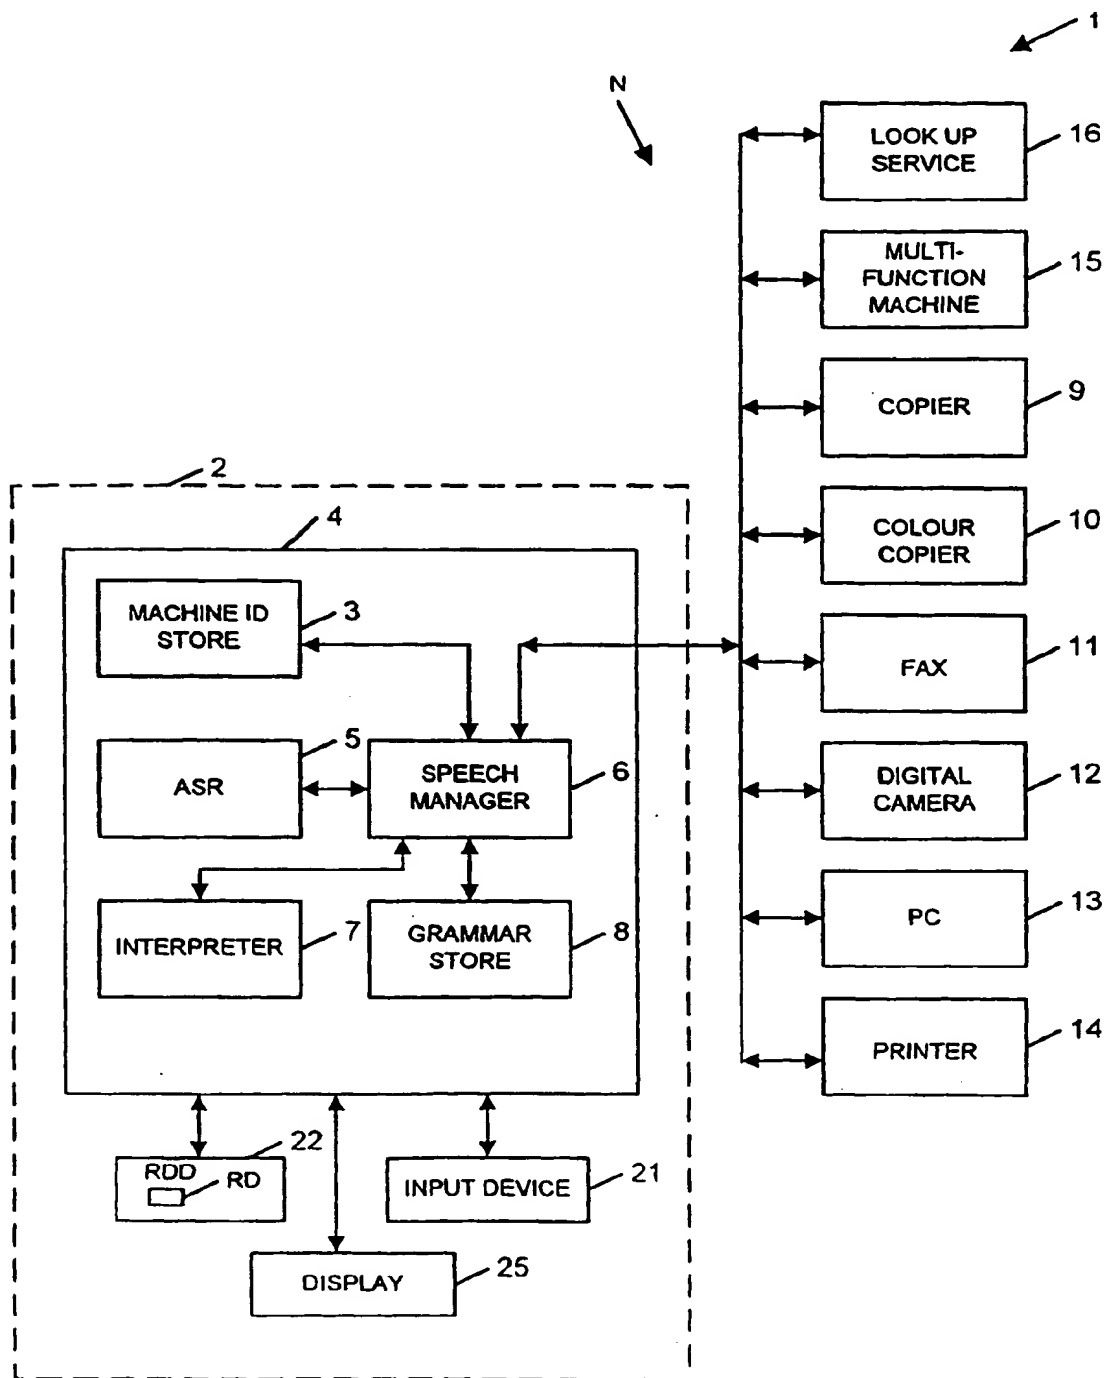 1
N
LOOK UP
SERVICE
16
MULTI-
FUNCTION
MACHINE
15
COPIER
9
COLOUR
COPIER
10
FAX
11
DIGITAL
CAMERA
12
PC
13
PRINTER
14
2
4
MACHINE ID
STORE
3
ASR
5
SPEECH
MANAGER
6
INTERPRETER
7
GRAMMAR
STORE
8
22
RDD
RD
INPUT DEVICE
21
DISPLAY
25